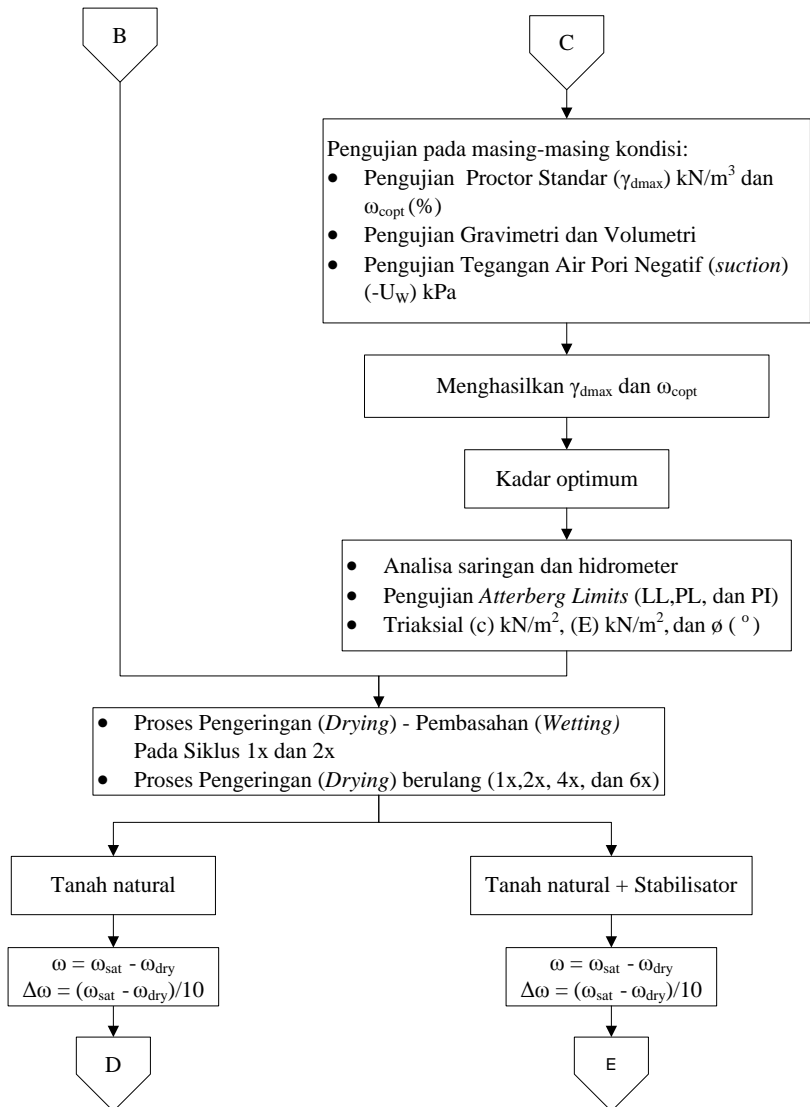 B
C
Pengujian pada masing-masing kondisi:
• Pengujian Proctor Standar (γdmax) kN/m³ dan
ωcopt (%)
• Pengujian Gravimetri dan Volumetri
• Pengujian Tegangan Air Pori Negatif (suction)
(-UW) kPa
Menghasilkan γdmax dan ωcopt
Kadar optimum
• Analisa saringan dan hidrometer
• Pengujian Atterberg Limits (LL,PL, dan PI)
• Triaksial (c) kN/m², (E) kN/m², dan ø ( º )
• Proses Pengeringan (Drying) - Pembasahan (Wetting)
Pada Siklus 1x dan 2x
• Proses Pengeringan (Drying) berulang (1x,2x, 4x, dan 6x)
Tanah natural
Tanah natural + Stabilisator
ω = ωsat - ωdry
Δω = (ωsat - ωdry)/10
ω = ωsat - ωdry
Δω = (ωsat - ωdry)/10
D
E